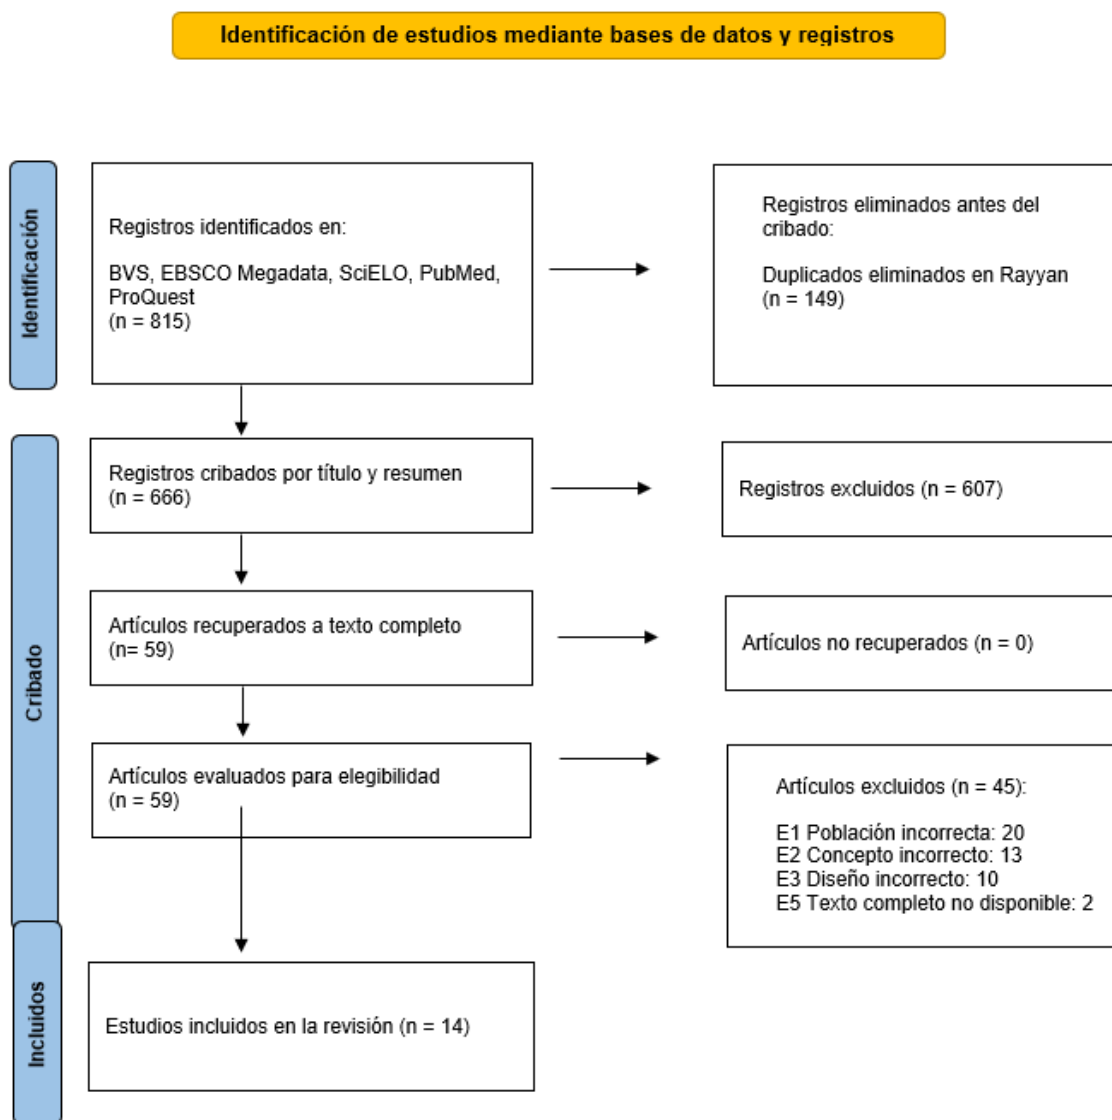 Identificación de estudios mediante bases de datos y registros
Identificación
Registros identificados en:
BVS, EBSCO Megadata, SciELO, PubMed,
ProQuest
(n = 815)
Registros eliminados antes del
cribado:
Duplicados eliminados en Rayyan
(n = 149)
Cribado
Registros cribados por título y resumen
(n = 666)
Registros excluidos (n = 607)
Artículos recuperados a texto completo
(n= 59)
Artículos no recuperados (n = 0)
Artículos evaluados para elegibilidad
(n = 59)
Artículos excluidos (n = 45):
E1 Población incorrecta: 20
E2 Concepto incorrecto: 13
E3 Diseño incorrecto: 10
E5 Texto completo no disponible: 2
Incluidos
Estudios incluidos en la revisión (n = 14)